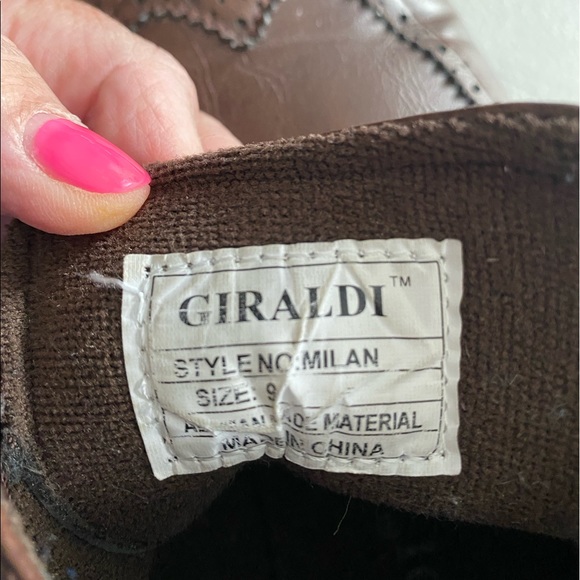 GIRALDI™
STYLE NO: MILAN
SIZE: 9
MATERIAL
MADE IN CHINA